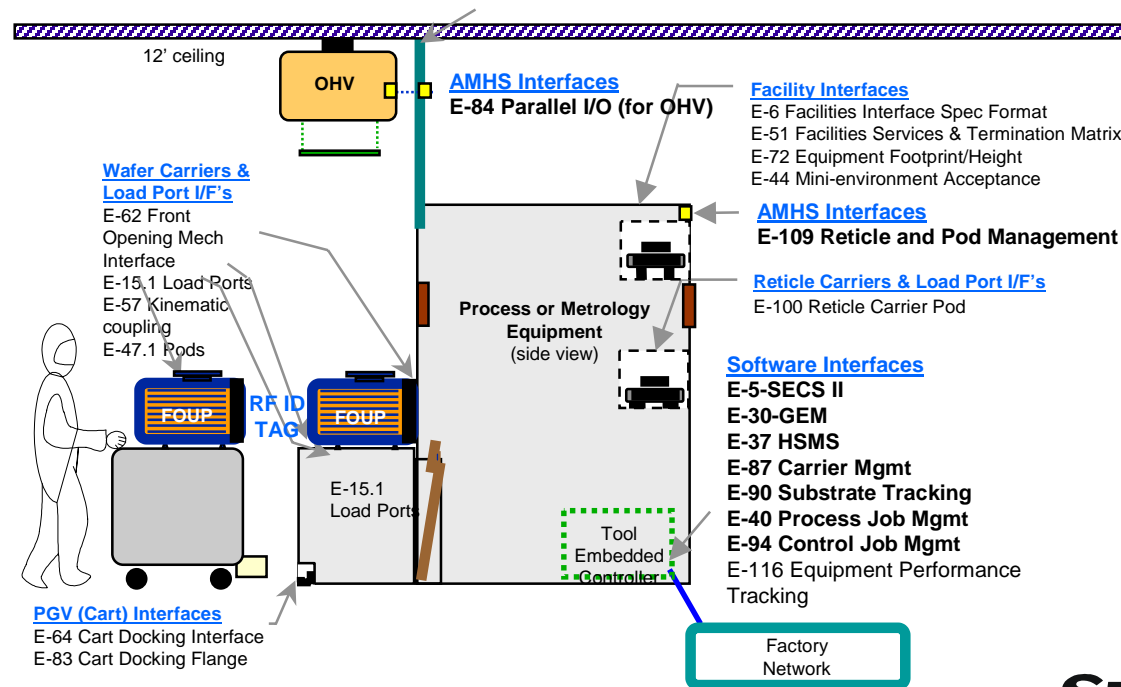 12’ ceiling
OHV
AMHS Interfaces
E-84 Parallel I/O (for OHV)
Facility Interfaces
E-6 Facilities Interface Spec Format
E-51 Facilities Services & Termination Matrix
E-72 Equipment Footprint/Height
E-44 Mini-environment Acceptance
Wafer Carriers &
Load Port I/F’s
E-62 Front
Opening Mech
Interface
E-15.1 Load Ports
E-57 Kinematic
coupling
E-47.1 Pods
AMHS Interfaces
E-109 Reticle and Pod Management
Reticle Carriers & Load Port I/F’s
E-100 Reticle Carrier Pod
Process or Metrology
Equipment
(side view)
FOUP
RF ID
TAG
FOUP
E-15.1
Load Ports
Software Interfaces
E-5-SECS II
E-30-GEM
E-37 HSMS
E-87 Carrier Mgmt
E-90 Substrate Tracking
E-40 Process Job Mgmt
E-94 Control Job Mgmt
E-116 Equipment Performance
Tracking
Tool
Embedded
Controller
PGV (Cart) Interfaces
E-64 Cart Docking Interface
E-83 Cart Docking Flange
Factory
Network